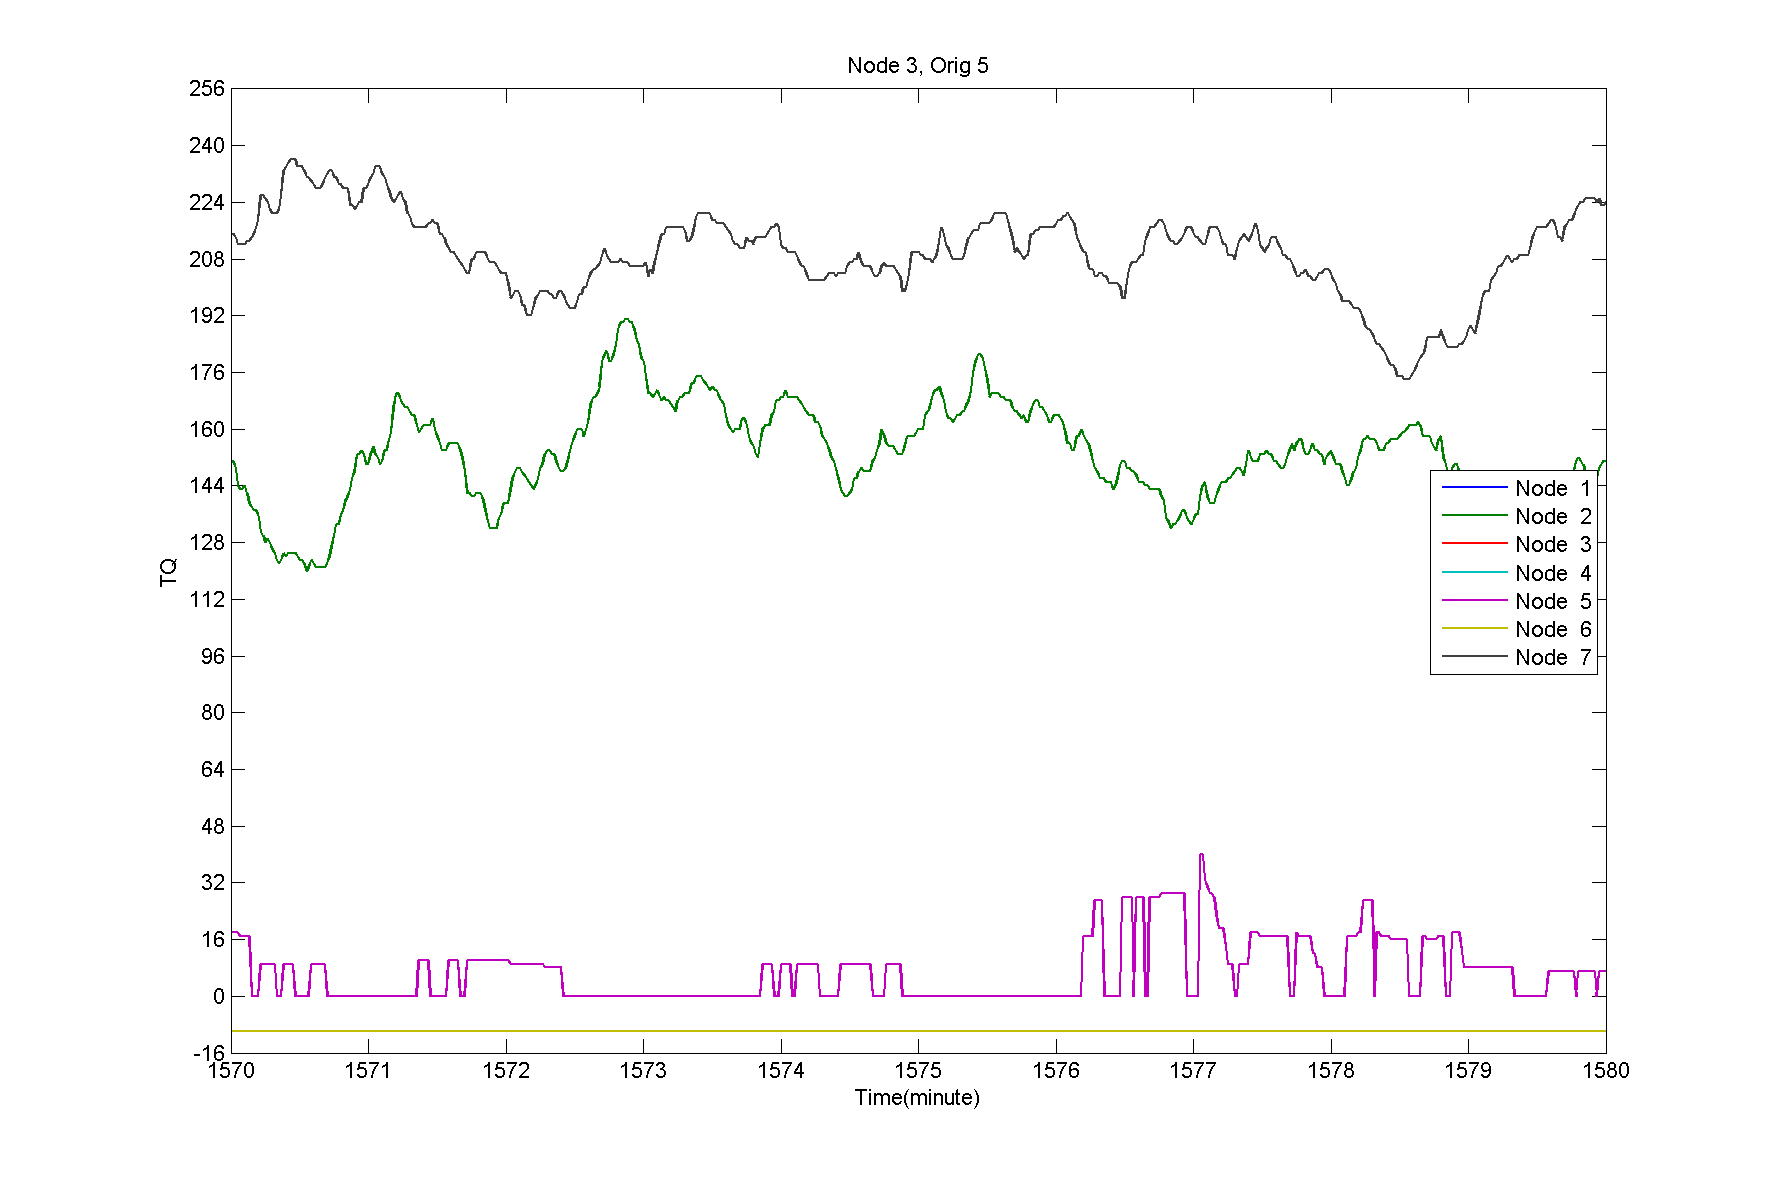 Node 3, Orig 5
256
240
224
208
192
176
160
144
128
112
96
80
64
48
32
16
0
-16
TQ
Node 1
Node 2
Node 3
Node 4
Node 5
Node 6
Node 7
1570 1571 1572 1573 1574 1575 1576 1577 1578 1579 1580
Time(minute)